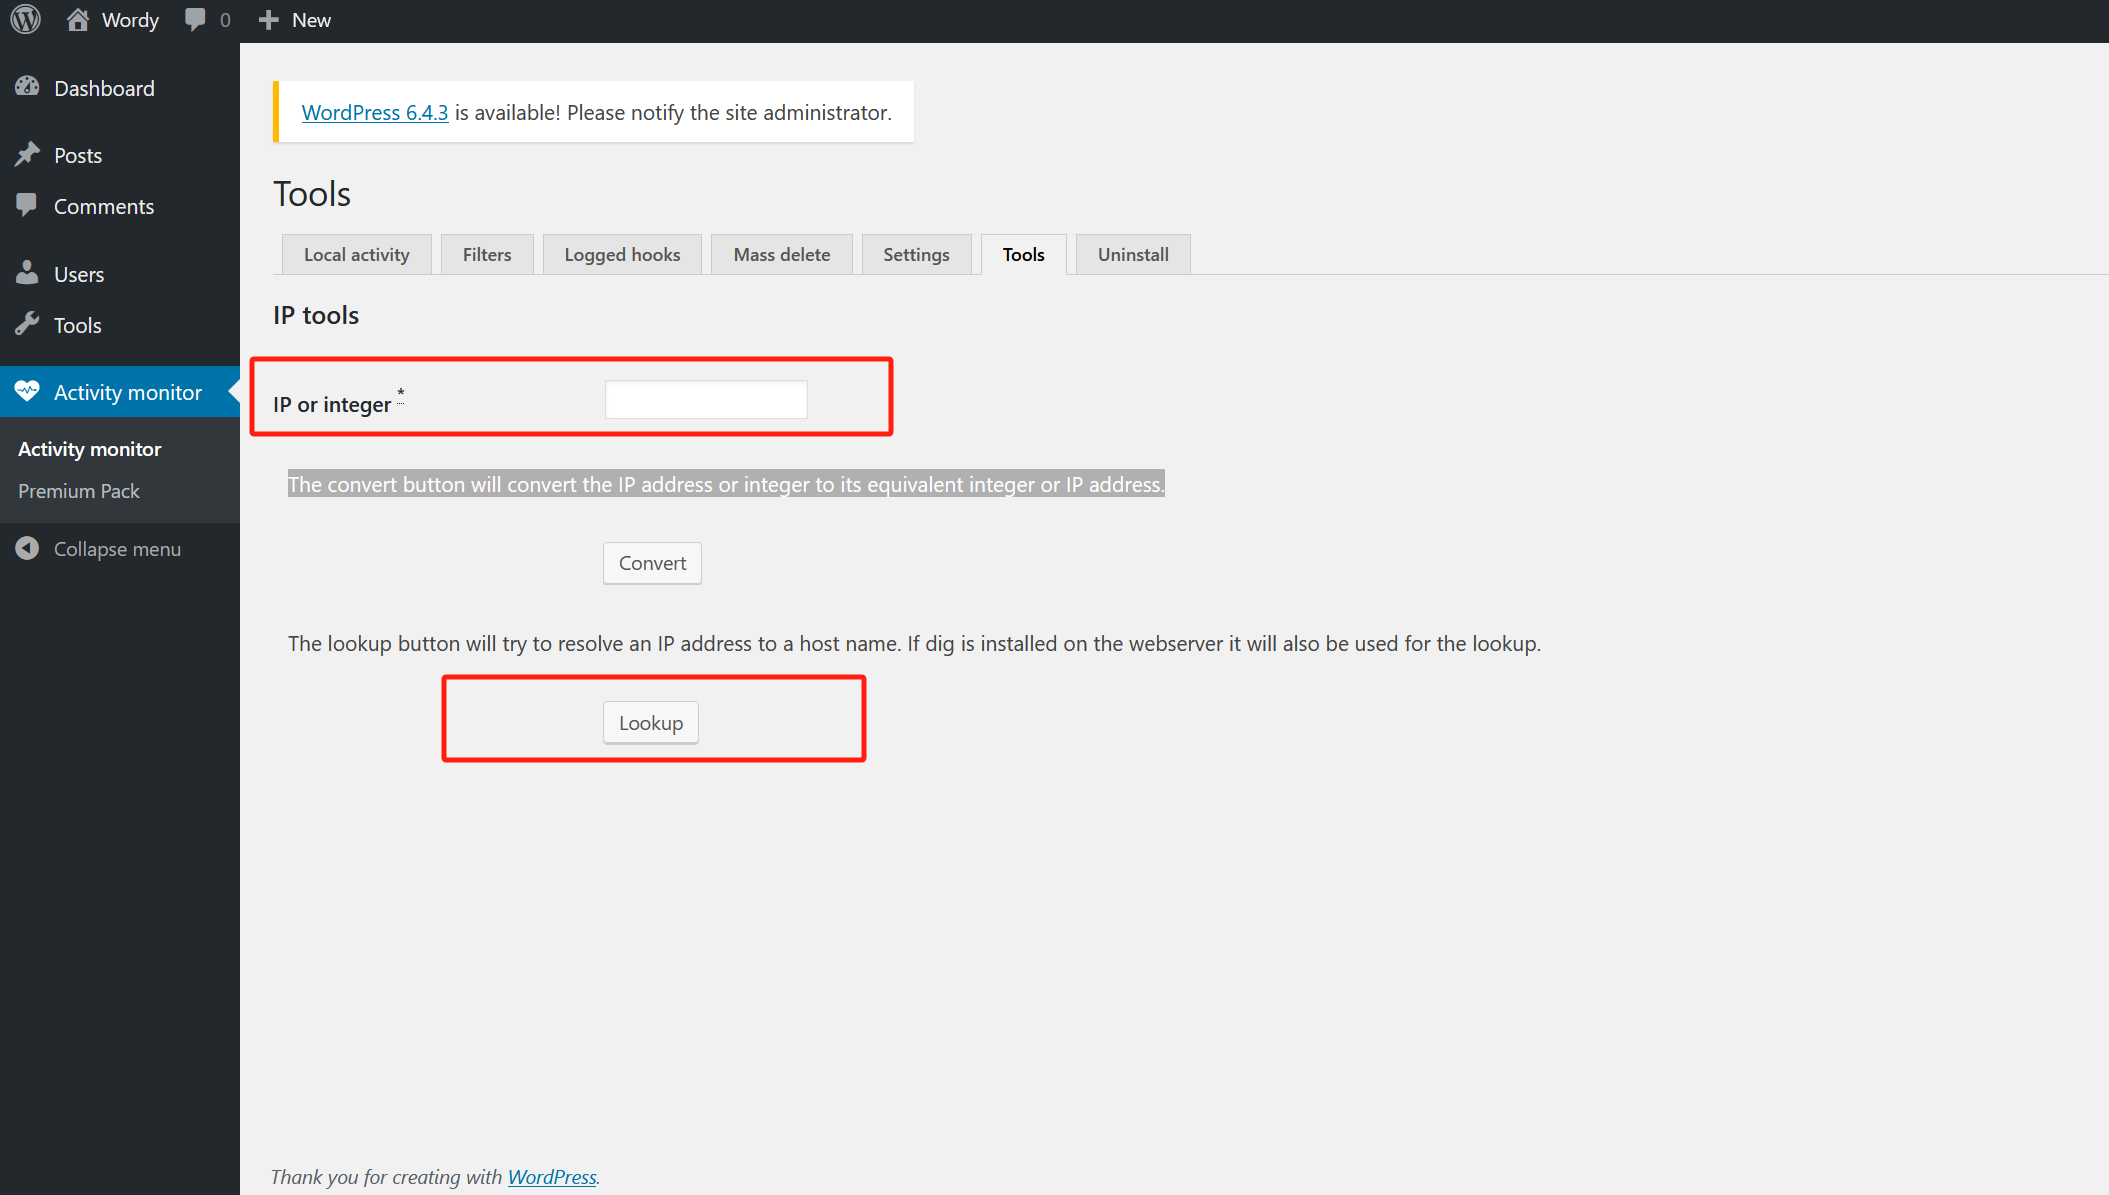 Wordy 0 New
Dashboard
Posts
Comments
Users
Tools
Activity monitor
Activity monitor
Premium Pack
Collapse menu
WordPress 6.4.3 is available! Please notify the site administrator.
Tools
Local activity Filters Logged hooks Mass delete Settings Tools Uninstall
IP tools
IP or integer *
The convert button will convert the IP address or integer to its equivalent integer or IP address.
Convert
The lookup button will try to resolve an IP address to a host name. If dig is installed on the webserver it will also be used for the lookup.
Lookup
Thank you for creating with WordPress.